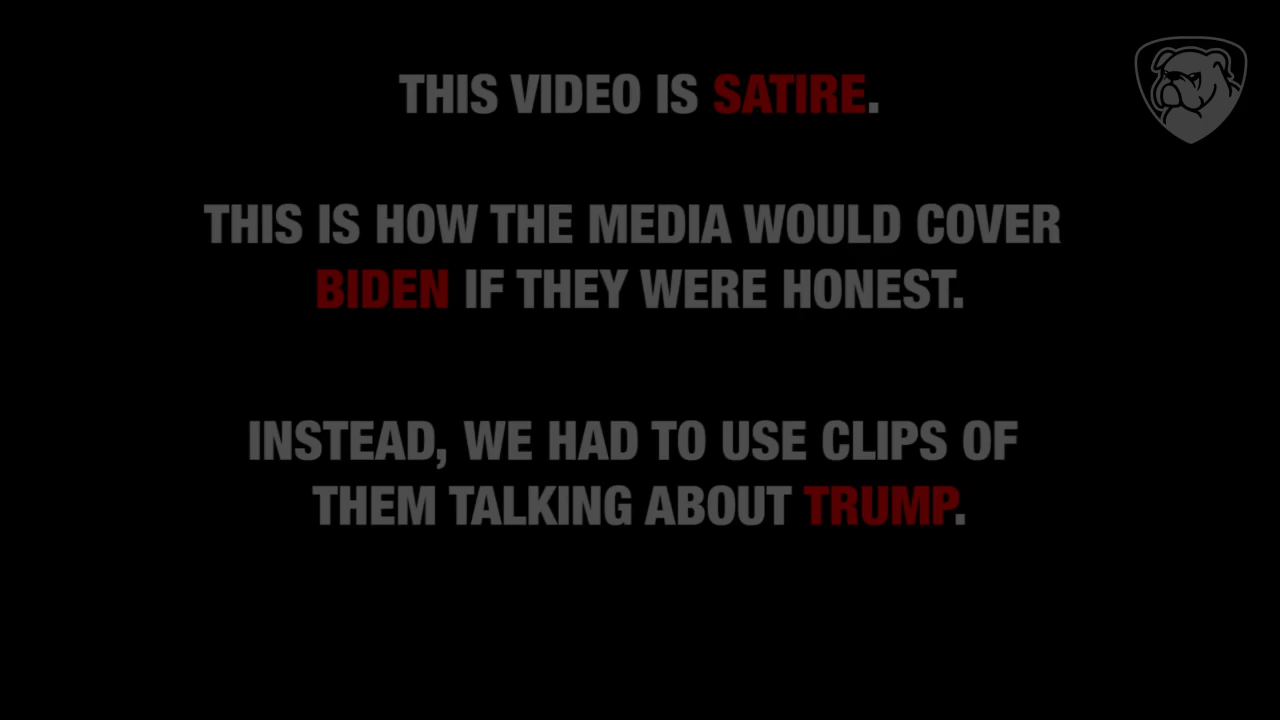 THIS VIDEO IS SATIRE.
THIS IS HOW THE MEDIA WOULD COVER
BIDEN IF THEY WERE HONEST.
INSTEAD, WE HAD TO USE CLIPS OF
THEM TALKING ABOUT TRUMP.